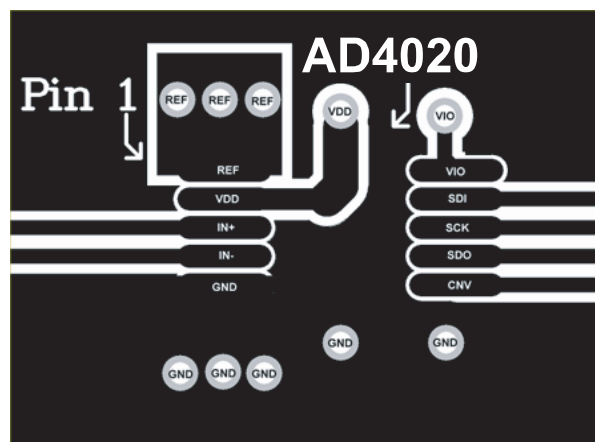 AD4020
Pin 1
REF REF REF
VDD
VIO
REF
VDD
IN+
IN-
GND
VIO
SDI
SCK
SDO
CNV
GND
GND
GND GND GND